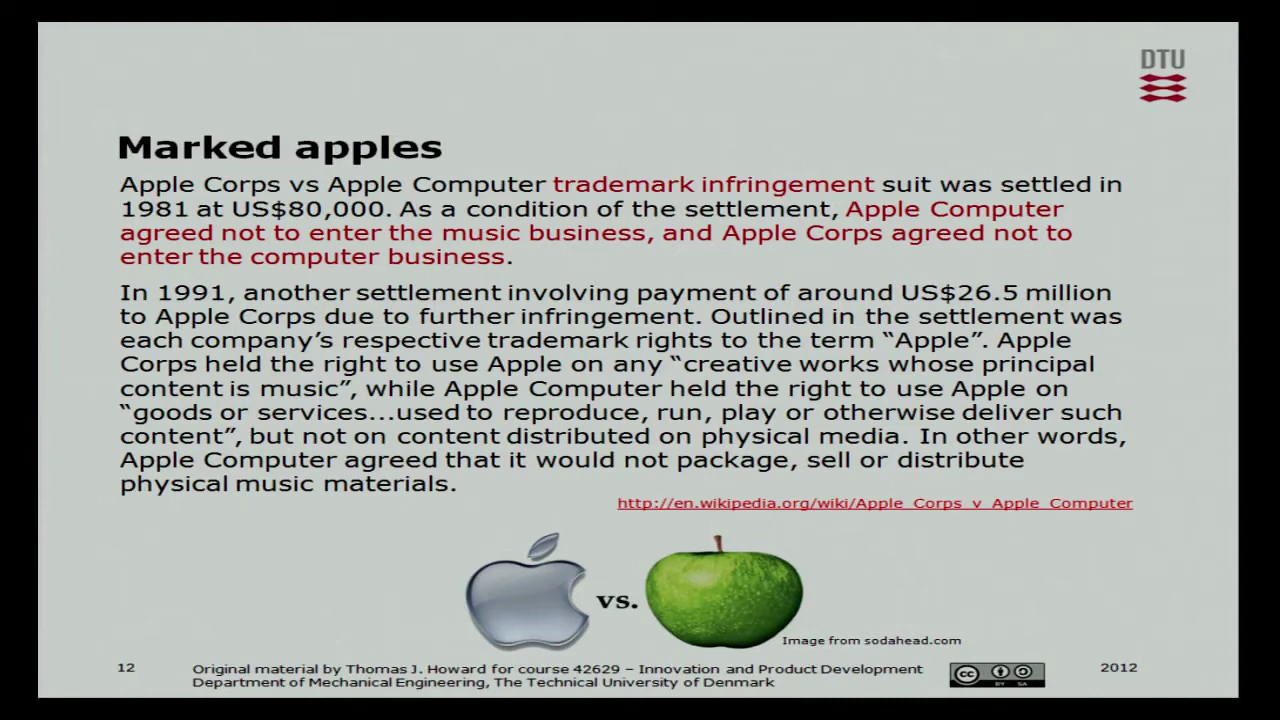 DTU
Marked apples
Apple Corps vs Apple Computer trademark infringement suit was settled in
1981 at US$80,000. As a condition of the settlement, Apple Computer
agreed not to enter the music business, and Apple Corps agreed not to
enter the computer business.
In 1991, another settlement involving payment of around US$26.5 million
to Apple Corps due to further infringement. Outlined in the settlement was
each company’s respective trademark rights to the term “Apple”. Apple
Corps held the right to use Apple on any “creative works whose principal
content is music”, while Apple Computer held the right to use Apple on
“goods or services...used to reproduce, run, play or otherwise deliver such
content”, but not on content distributed on physical media. In other words,
Apple Computer agreed that it would not package, sell or distribute
physical music materials.
http://en.wikipedia.org/wiki/Apple_Corps_v_Apple_Computer
vs.
Image from sodahead.com
12
Original material by Thomas J. Howard for course 42629 – Innovation and Product Development
Department of Mechanical Engineering, The Technical University of Denmark
cc
BY SA
2012